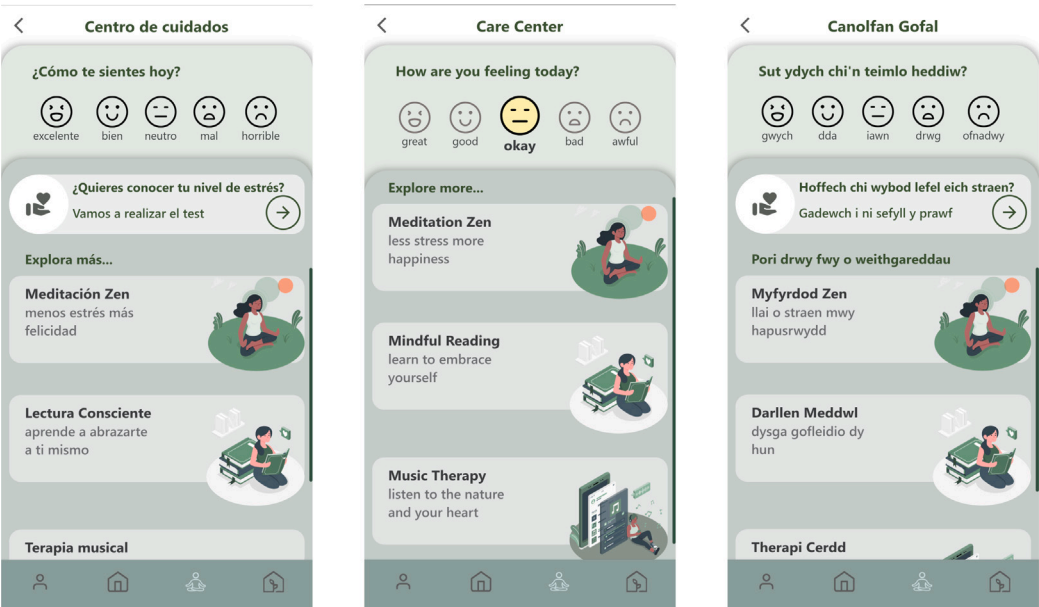 Centro de cuidados
¿Cómo te sientes hoy?
excelente bien neutro mal horrible
¿Quieres conocer tu nivel de estrés?
Vamos a realizar el test
Explora más...
Meditación Zen
menos estrés más
felicidad
Lectura Consciente
aprende a abrazarte
a ti mismo
Terapia musical
Care Center
How are you feeling today?
great good okay bad awful
Explore more...
Meditation Zen
less stress more
happiness
Mindful Reading
learn to embrace
yourself
Music Therapy
listen to the nature
and your heart
Canolfan Gofal
Sut ydych chi'n teimlo heddiw?
gwych dda iawn drwg ofnadwy
Hoffech chi wybod lefel eich straen?
Gadewch i ni sefyll y prawf
Pori drwy fwy o weithgareddau
Myfyrdod Zen
llai o straen mwy
hapusrwydd
Darllen Meddwl
dysga gofleidio dy
hun
Therapi Cerdd